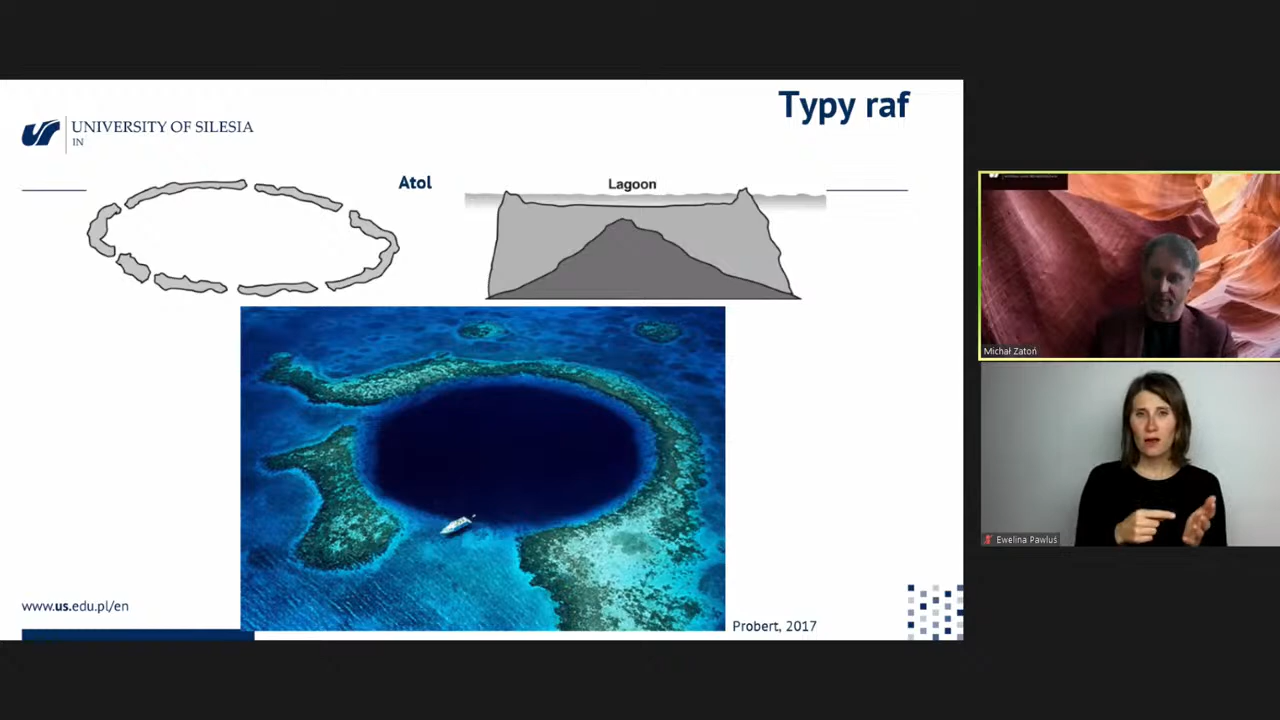 Typy raf
UNIVERSITY OF SILESIA
IN
Atol
Lagoon
Michał Zatoń
Ewelina Pawluś
www.us.edu.pl/en
Probert, 2017